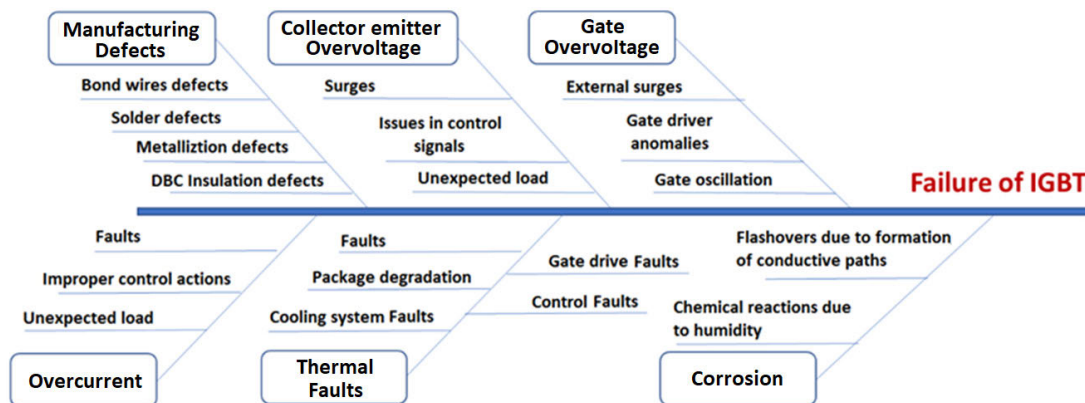 Manufacturing
Defects
Collector emitter
Overvoltage
Gate
Overvoltage
Bond wires defects
Solder defects
Metalliztion defects
DBC Insulation defects
Surges
Issues in control
signals
Unexpected load
External surges
Gate driver
anomalies
Gate oscillation
Failure of IGBT
Faults
Improper control actions
Unexpected load
Overcurrent
Faults
Package degradation
Cooling system Faults
Gate drive Faults
Control Faults
Thermal
Faults
Flashovers due to formation
of conductive paths
Chemical reactions due
to humidity
Corrosion